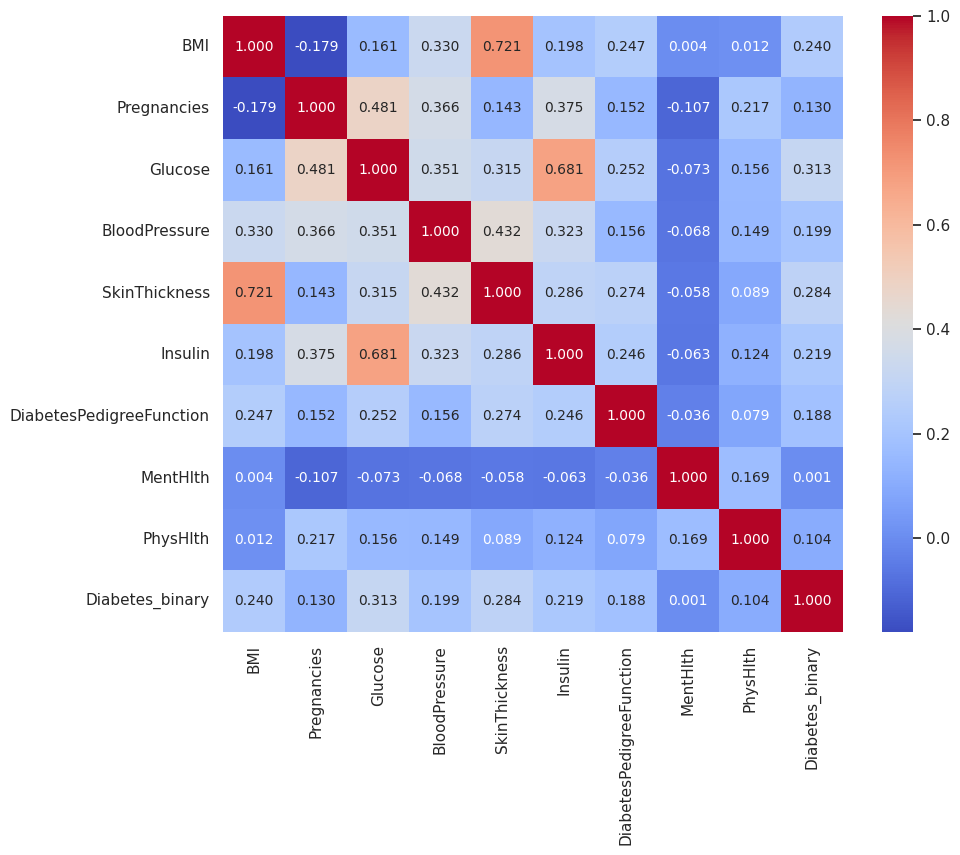 BMI 1.000 -0.179 0.161 0.330 0.721 0.198 0.247 0.004 0.012 0.240
Pregnancies -0.179 1.000 0.481 0.366 0.143 0.375 0.152 -0.107 0.217 0.130
Glucose 0.161 0.481 1.000 0.351 0.315 0.681 0.252 -0.073 0.156 0.313
BloodPressure 0.330 0.366 0.351 1.000 0.432 0.323 0.156 -0.068 0.149 0.199
SkinThickness 0.721 0.143 0.315 0.432 1.000 0.286 0.274 -0.058 0.089 0.284
Insulin 0.198 0.375 0.681 0.323 0.286 1.000 0.246 -0.063 0.124 0.219
DiabetesPedigreeFunction 0.247 0.152 0.252 0.156 0.274 0.246 1.000 -0.036 0.079 0.188
MentHlth 0.004 -0.107 -0.073 -0.068 -0.058 -0.063 -0.036 1.000 0.169 0.001
PhysHlth 0.012 0.217 0.156 0.149 0.089 0.124 0.079 0.169 1.000 0.104
Diabetes_binary 0.240 0.130 0.313 0.199 0.284 0.219 0.188 0.001 0.104 1.000
BMI
Pregnancies
Glucose
BloodPressure
SkinThickness
Insulin
DiabetesPedigreeFunction
MentHlth
PhysHlth
Diabetes_binary
1.0
0.8
0.6
0.4
0.2
0.0